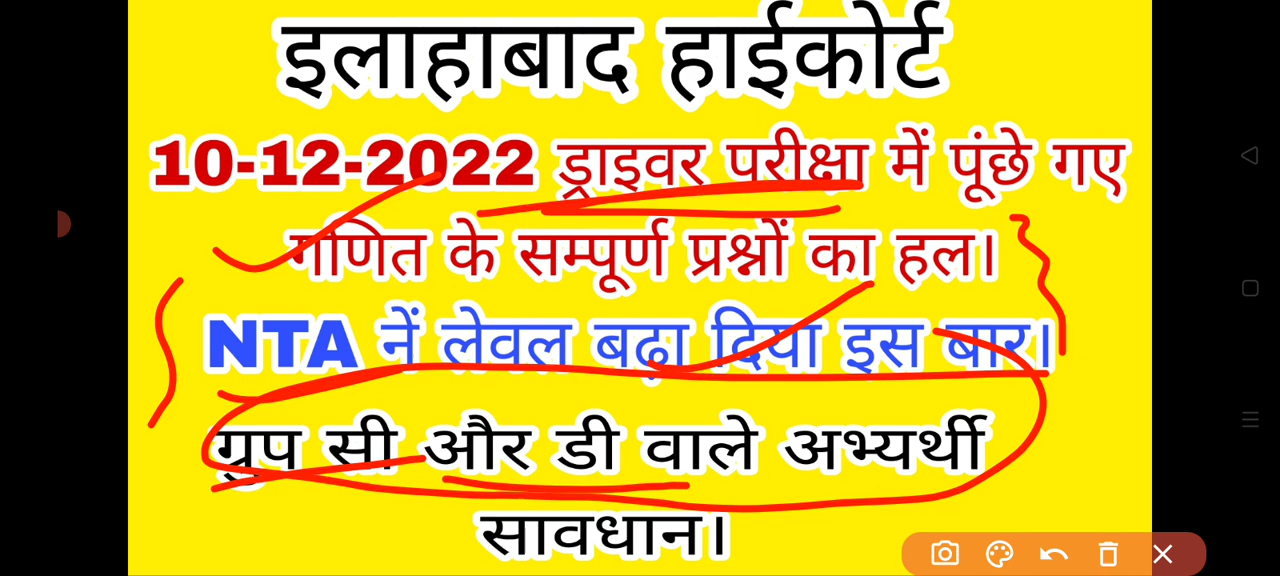 इलाहाबाद हाईकोर्ट
10-12-2022 ड्राइवर परीक्षा में पूंछे गए
गणित के सम्पूर्ण प्रश्नों का हल।
NTA नें लेवल बढ़ा दिया इस बार।
ग्रुप सी और डी वाले अभ्यर्थी
सावधान।